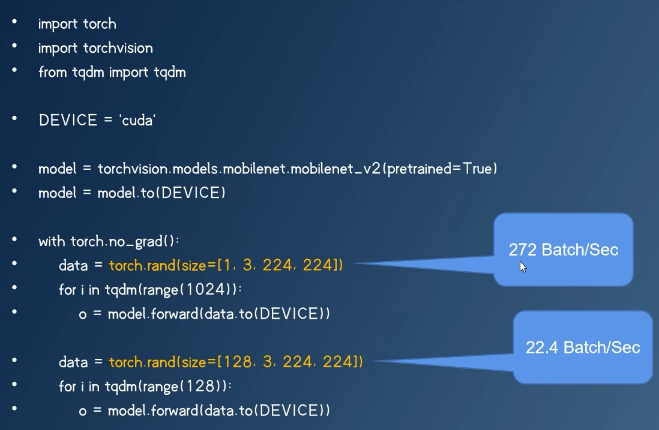 • import torch
• import torchvision
• from tqdm import tqdm
• DEVICE = 'cuda'
• model = torchvision.models.mobilenet.mobilenet_v2(pretrained=True)
• model = model.to(DEVICE)
• with torch.no_grad():
• data = torch.rand(size=[1, 3, 224, 224])
272 Batch/Sec
• for i in tqdm(range(1024)):
• o = model.forward(data.to(DEVICE))
• data = torch.rand(size=[128, 3, 224, 224])
22.4 Batch/Sec
• for i in tqdm(range(128)):
• o = model.forward(data.to(DEVICE))